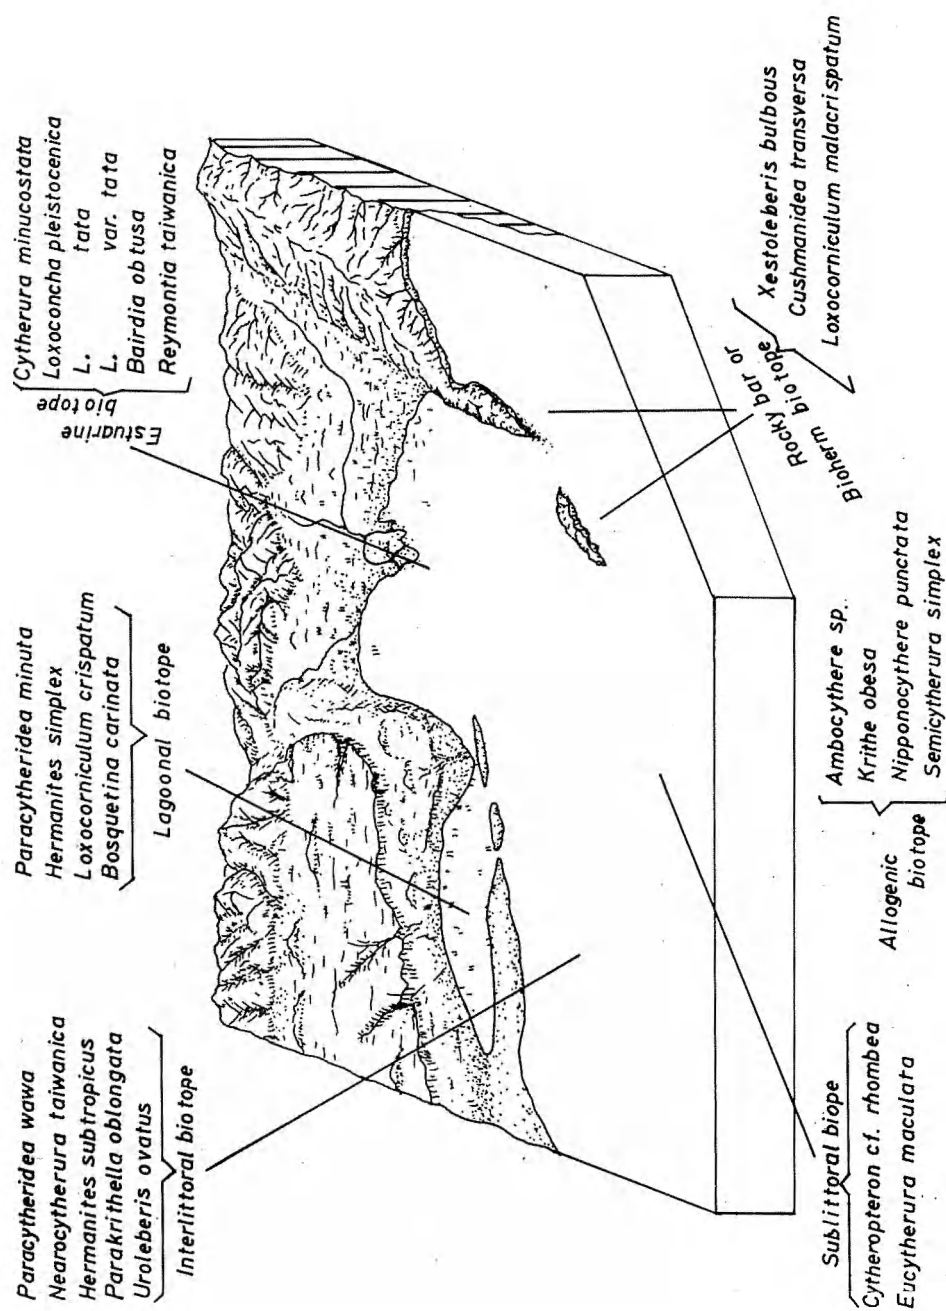 Paracytheridea wawa
Nearocytherura taiwanica
Hermanites subtropicus
Parakrithella oblongata
Uroleberis ovatus
Interlittoral biotope
Paracytheridea minuta
Hermanites simplex
Loxocorniculum crispatum
Bosquetina carinata
Lagoonal biotope
Estuarine
biotope
Cytherura minucostata
Loxoconcha pleistocenica
L. tata
L. var. tata
Bairdia obtusa
Reymontia taiwanica
Sublittoral biope
Cytheropteron cf. rhombea
Eucytherura maculata
Allogenic
biotope
Ambocythere sp.
Krithe obesa
Nipponocythere punctata
Semicytherura simplex
Rocky bar or
Bioherm biotope
Xestoleberis bulbous
Cushmanidea transversa
Loxocorniculum malacrispatum